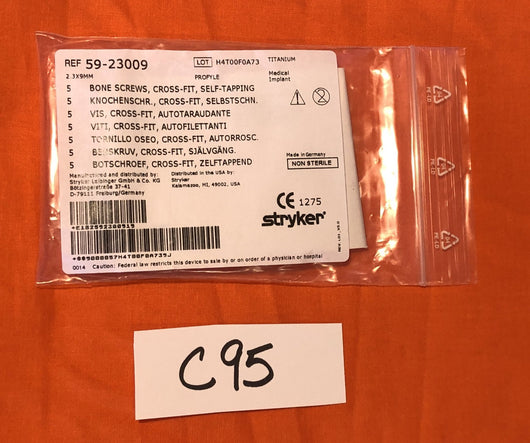 REF 59-23009 LOT H4T00F0A73 TITANIUM
2.3X9MM PROFYLE Medical Implant
5 BONE SCREWS, CROSS-FIT, SELF-TAPPING
5 KNOCHENSCHR., CROSS-FIT, SELBSTSCHN.
5 VIS, CROSS-FIT, AUTOTARAUDANTE
5 VITI, CROSS-FIT, AUTOFILETTANTI
5 TORNILLO OSEO, CROSS-FIT, AUTORROSC.
5 BENSKRUV, CROSS-FIT, SJÄLVGÄNG.
5 BOTSCHROEF, CROSS-FIT, ZELFTAPPEND
Made in Germany
NON STERILE
Manufactured and distributed by:
Stryker Leibinger GmbH & Co. KG
Bötzingerstraße 37-41
D-79111 Freiburg/Germany
Distributed in the USA by:
Stryker
Kalamazoo, MI, 49002, USA
CE 1275
stryker
0014 Caution: Federal law restricts this device to sale by or on order of a physician or hospital
C95